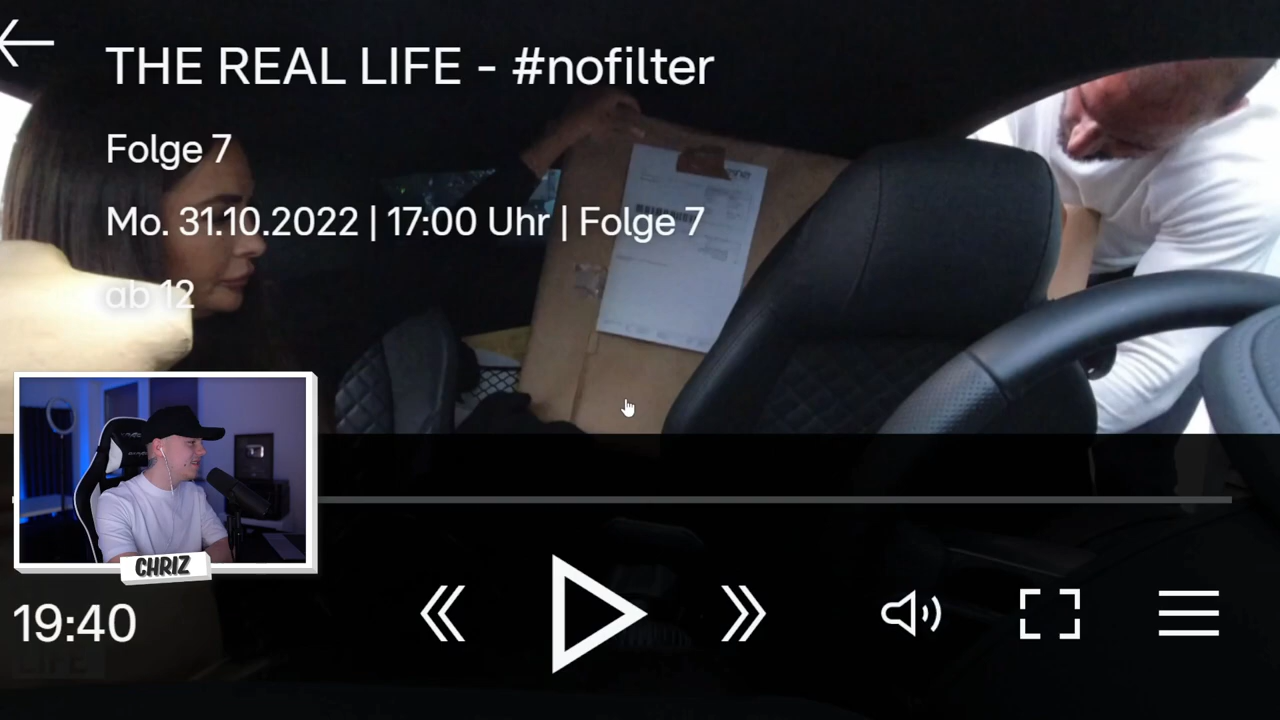 THE REAL LIFE - #nofilter
Folge 7
Mo. 31.10.2022 | 17:00 Uhr | Folge 7
ab 12
CHRIZ
19:40
LIFE